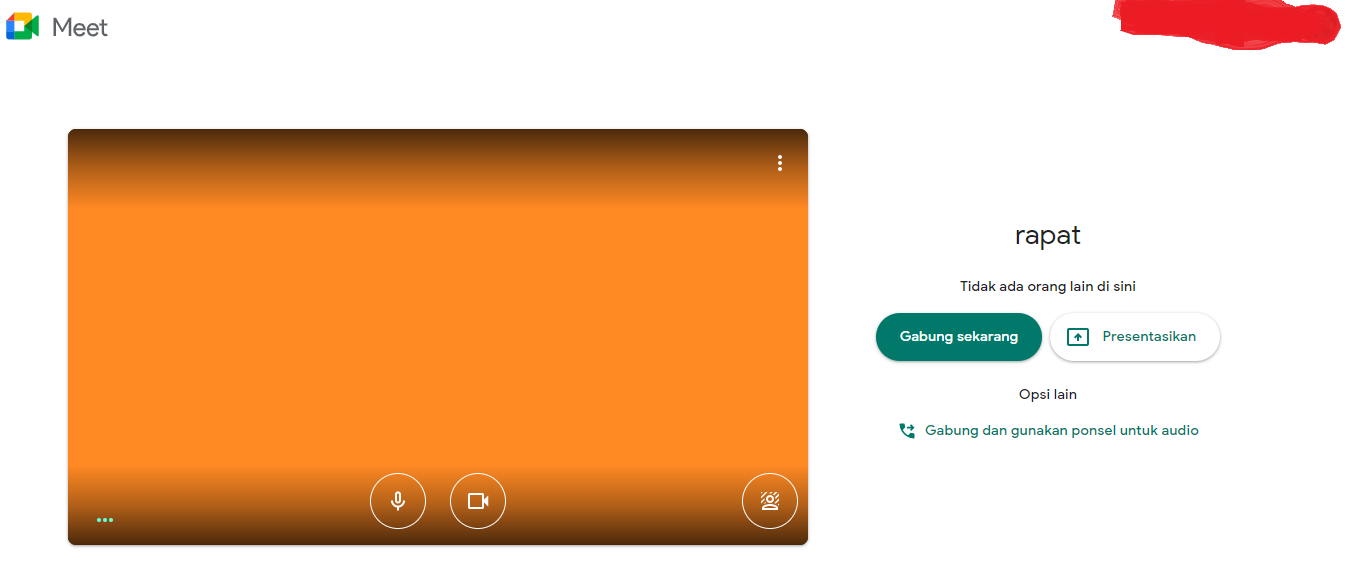 Meet
rapat
Tidak ada orang lain di sini
Gabung sekarang
Presentasikan
Opsi lain
Gabung dan gunakan ponsel untuk audio